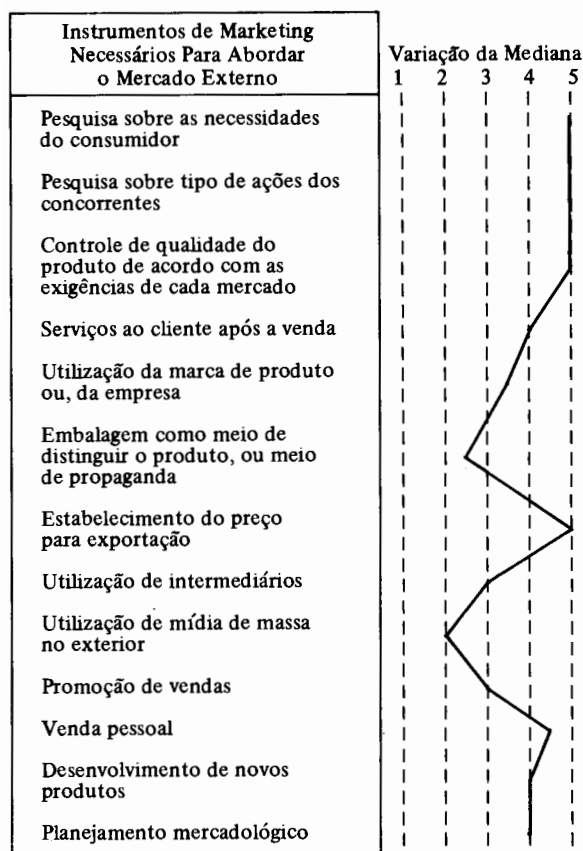 Instrumentos de Marketing
Necessários Para Abordar
o Mercado Externo
Variação da Mediana
1 2 3 4 5
Pesquisa sobre as necessidades
do consumidor
Pesquisa sobre tipo de ações dos
concorrentes
Controle de qualidade do
produto de acordo com as
exigências de cada mercado
Serviços ao cliente após a venda
Utilização da marca de produto
ou, da empresa
Embalagem como meio de
distinguir o produto, ou meio
de propaganda
Estabelecimento do preço
para exportação
Utilização de intermediários
Utilização de mídia de massa
no exterior
Promoção de vendas
Venda pessoal
Desenvolvimento de novos
produtos
Planejamento mercadológico